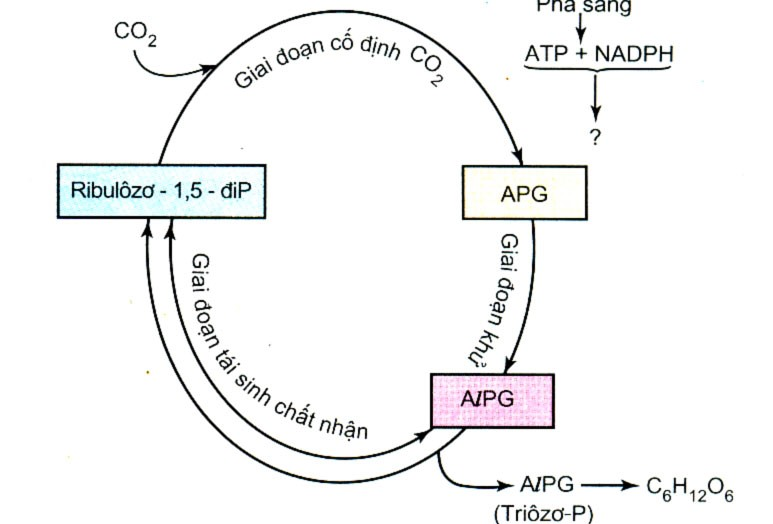 Pha sáng
CO₂
Giai đoạn cố định CO₂
ATP + NADPH
?
Ribulôzơ - 1,5 - điP
APG
Giai đoạn khử
Giai đoạn tái sinh chất nhận
AlPG
AlPG
C₆H₁₂O₆
(Triôzơ-P)